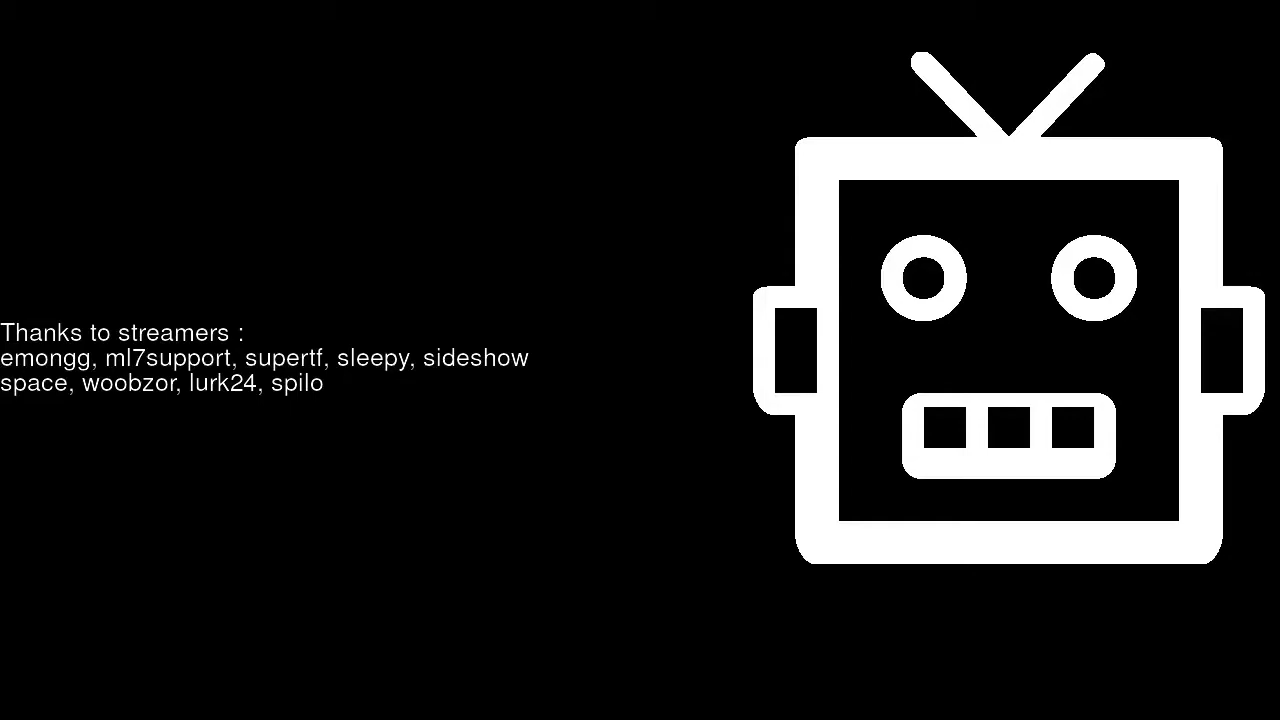 Thanks to streamers :
emongg, ml7support, supertf, sleepy, sideshow
space, woobzor, lurk24, spilo